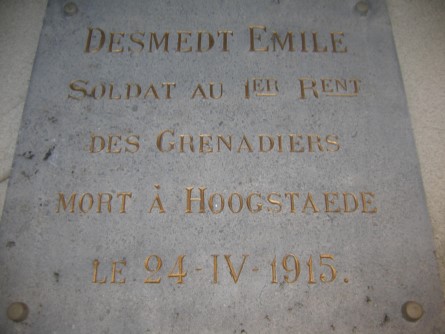 DESMEDT EMILE
SOLDAT AU 1ER RENT
DES GRENADIERS
MORT À HOOGSTAEDE
LE 24-IV-1915.